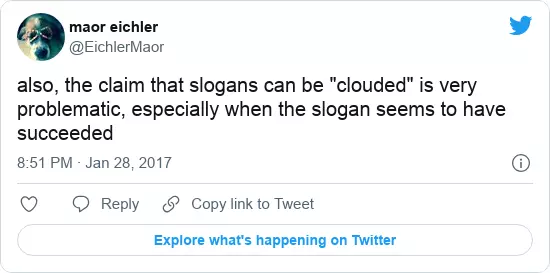 maor eichler
@EichlerMaor
also, the claim that slogans can be "clouded" is very
problematic, especially when the slogan seems to have
succeeded
8:51 PM · Jan 28, 2017
Reply
Copy link to Tweet
Explore what's happening on Twitter